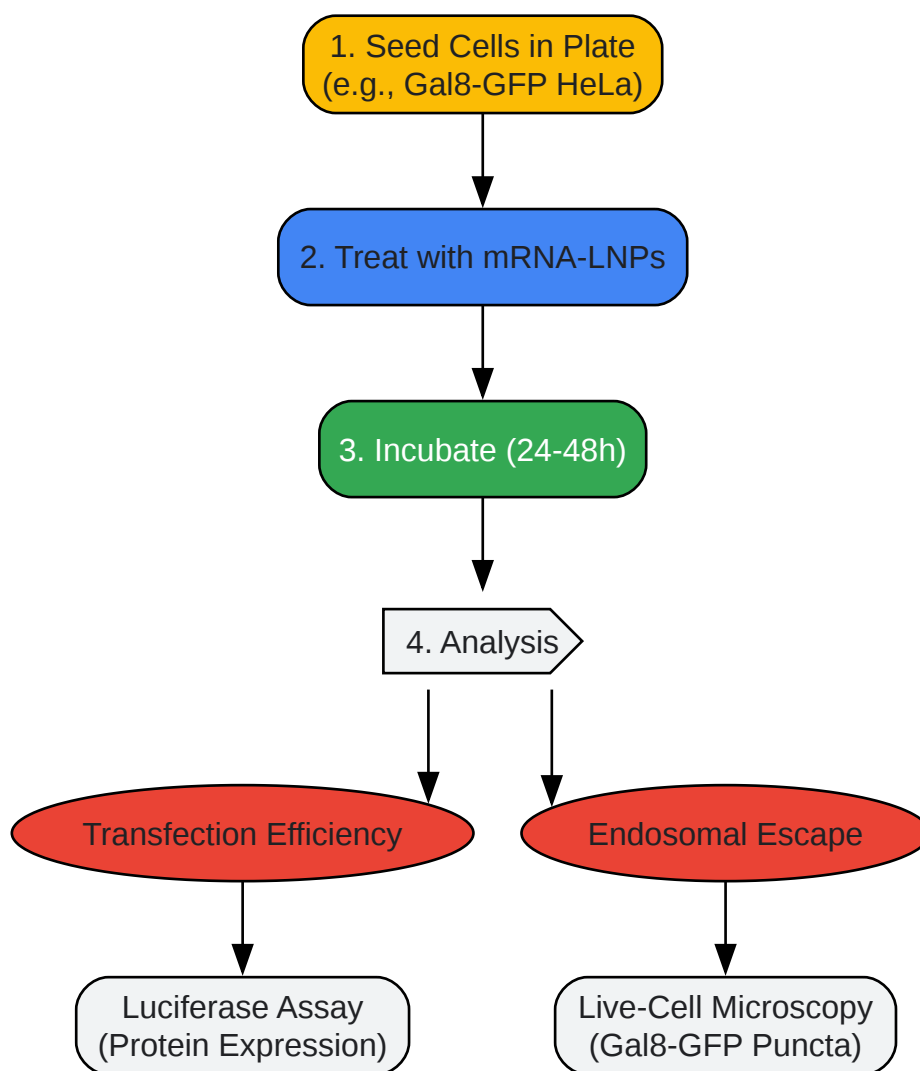 1. Seed Cells in Plate
(e.g., Gal8-GFP HeLa)
2. Treat with mRNA-LNPs
3. Incubate (24-48h)
4. Analysis
Transfection Efficiency
Endosomal Escape
Luciferase Assay
(Protein Expression)
Live-Cell Microscopy
(Gal8-GFP Puncta)